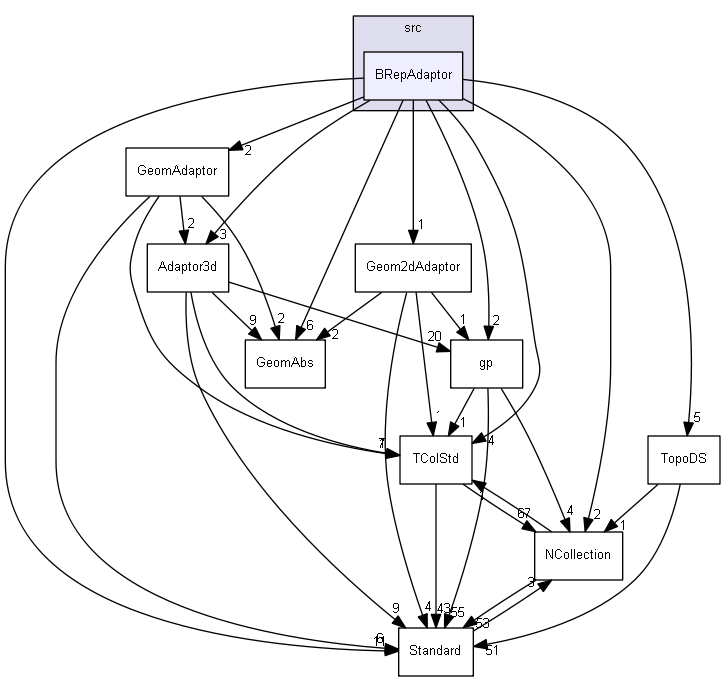 src
BRepAdaptor
2
GeomAdaptor
2
3
1
Adaptor3d
Geom2dAdaptor
9
2
6
2
20
1
2
GeomAbs
gp
1
4
5
TColStd
TopoDS
67
4
2
1
NCollection
3
9
4
43
55
53
51
Standard